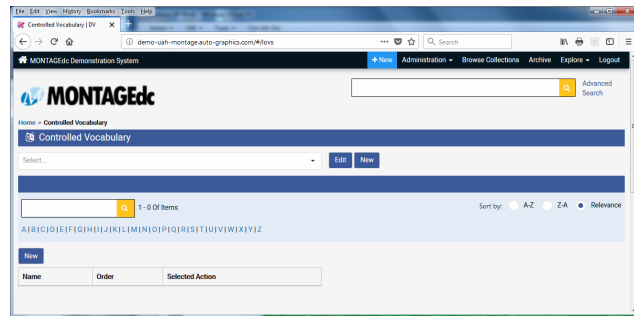 File Edit View History Bookmarks Tools Help
Controlled Vocabulary | DV × +
demo-uah-montage.auto-graphics.com/#/lovs
Search
MONTAGEdc Demonstration System
+ New Administration Browse Collections Archive Explore Logout
MONTAGEdc
Advanced
Search
Home > Controlled Vocabulary
Controlled Vocabulary
Select...
Edit New
1 - 0 Of Items
Sort by: A-Z Z-A Relevance
A|B|C|D|E|F|G|H|I|J|K|L|M|N|O|P|Q|R|S|T|U|V|W|X|Y|Z
New
Name Order Selected Action